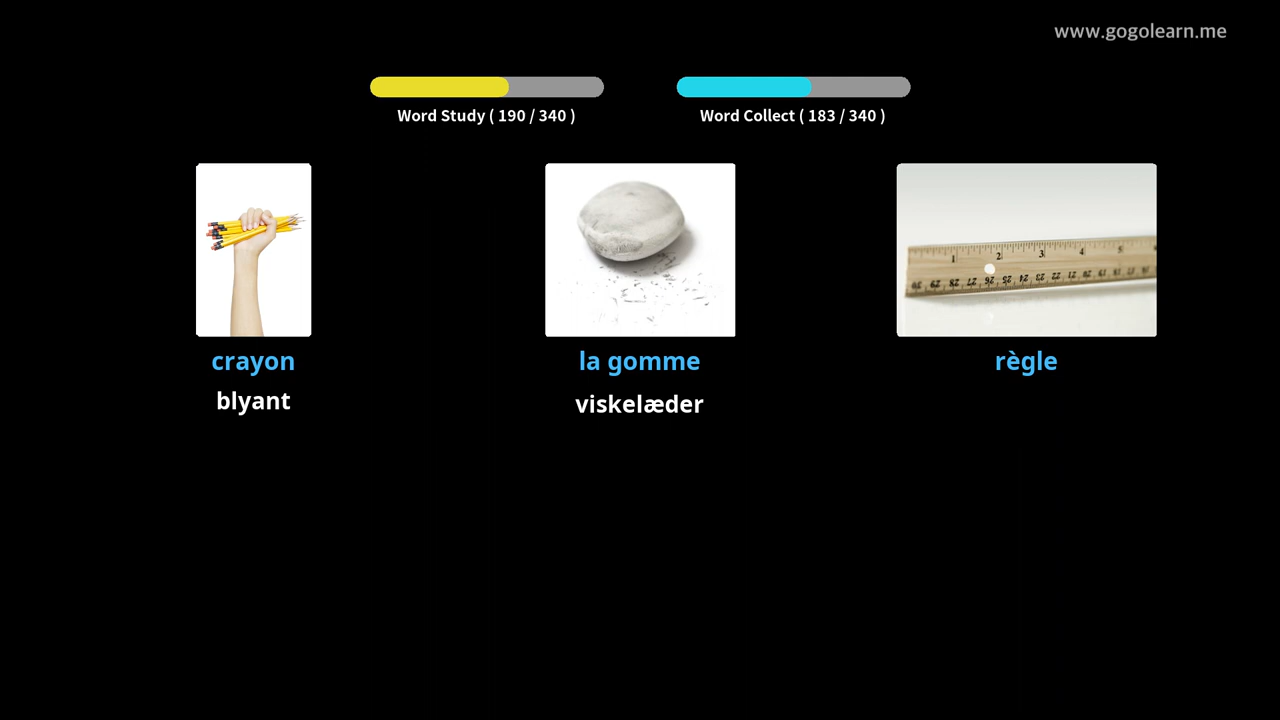 www.gogolearn.me
Word Study ( 190 / 340 )
Word Collect ( 183 / 340 )
crayon
blyant
la gomme
viskelæder
règle